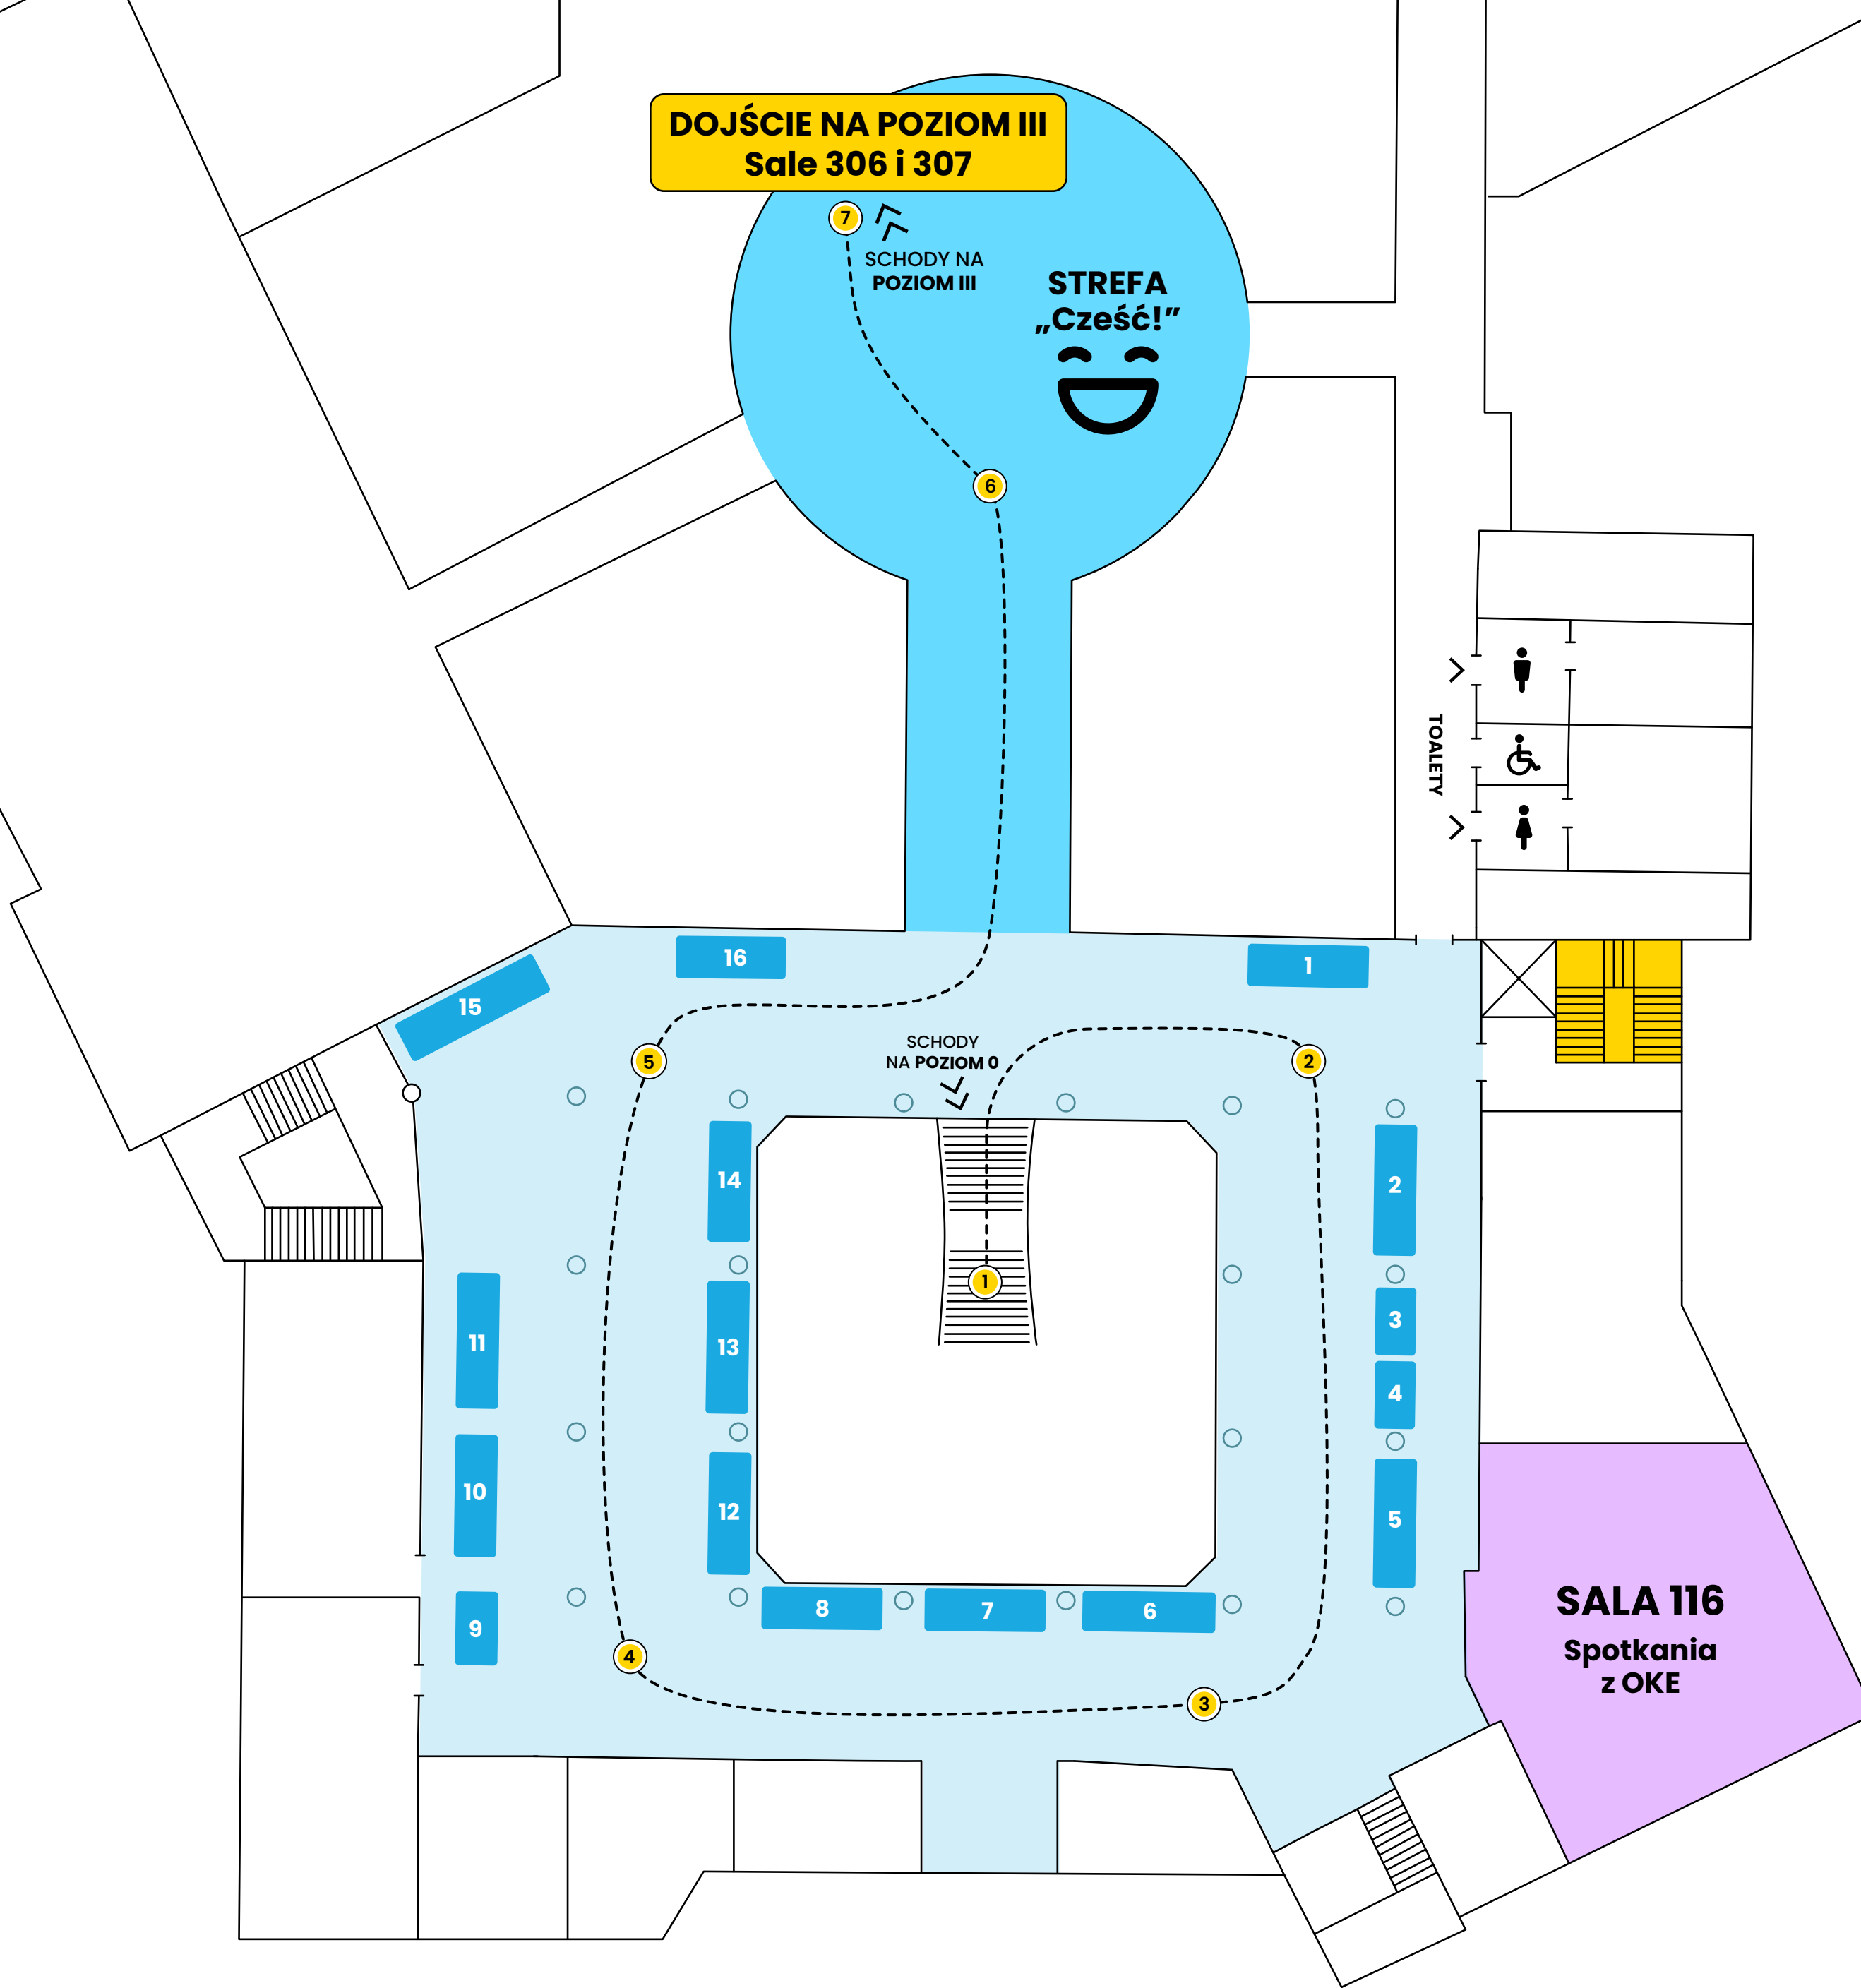 DOJŚCIE NA POZIOM III
Sale 306 i 307
7
SCHODY NA
POZIOM III
STREFA
„Cześć!”
6
TOALETY
16
1
15
SCHODY
NA POZIOM 0
5
2
14
2
1
11
13
3
4
10
12
5
9
8
7
6
SALA 116
Spotkania
z OKE
4
3